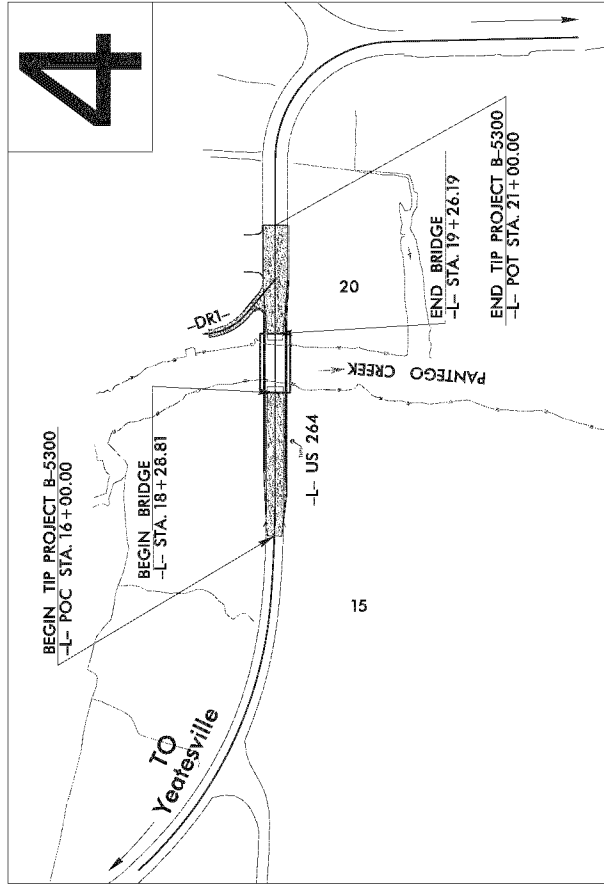 4
BEGIN TIP PROJECT B-5300
-L- POC STA. 16+00.00
BEGIN BRIDGE
-L- STA. 18+28.81
TO
Yeatesville
-DR1-
-L- US 264
15
20
PANTEGO CREEK
END BRIDGE
-L- STA. 19+26.19
END TIP PROJECT B-5300
-L- POT STA. 21+00.00